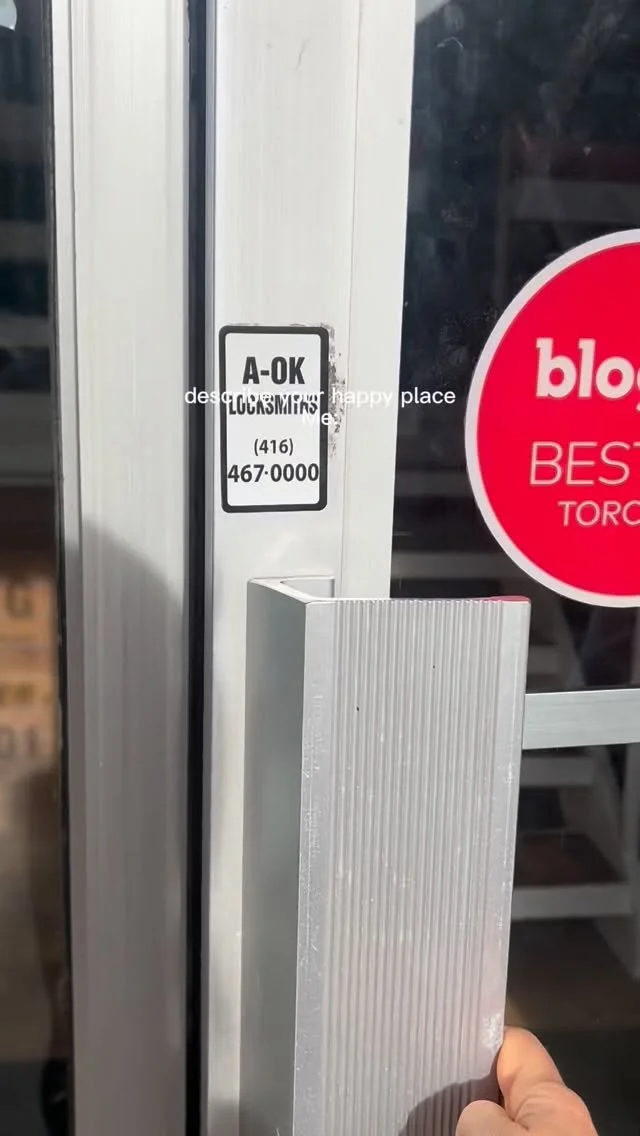 A-OK
LOCKSMITHS
(416)
467-0000
describe your happy place
Me:
blog
BEST
TORO
G